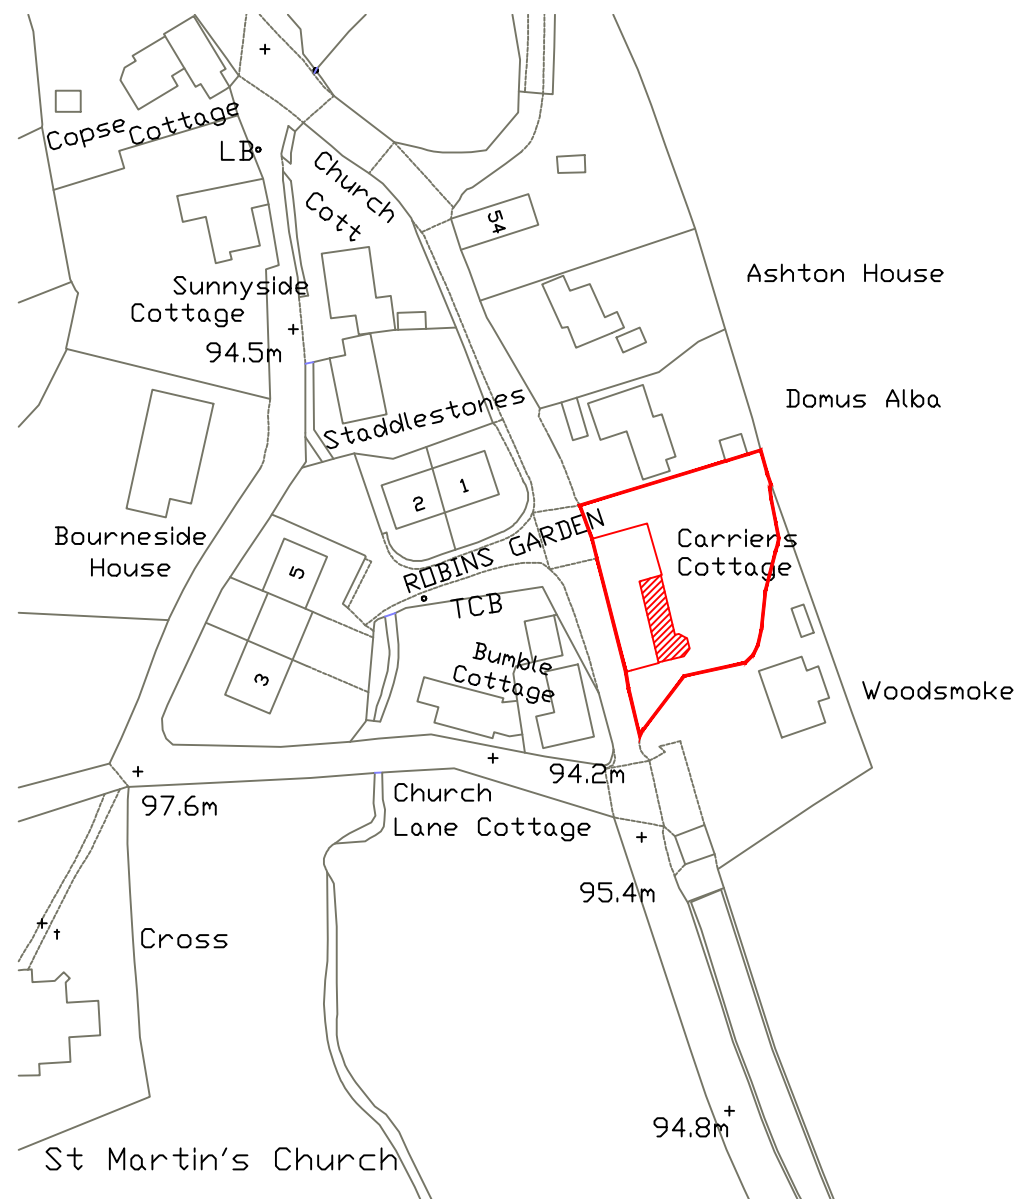 Copse Cottage
LB
Church
Cott
54
Sunnyside
Cottage
94.5m
Ashton House
Domus Alba
Staddlestones
2
1
Bourneside
House
5
3
ROBINS GARDEN
TCB
Carriers
Cottage
Bumble
Cottage
Woodsmoke
94.2m
97.6m
Church
Lane Cottage
95.4m
Cross
94.8m
St Martin's Church